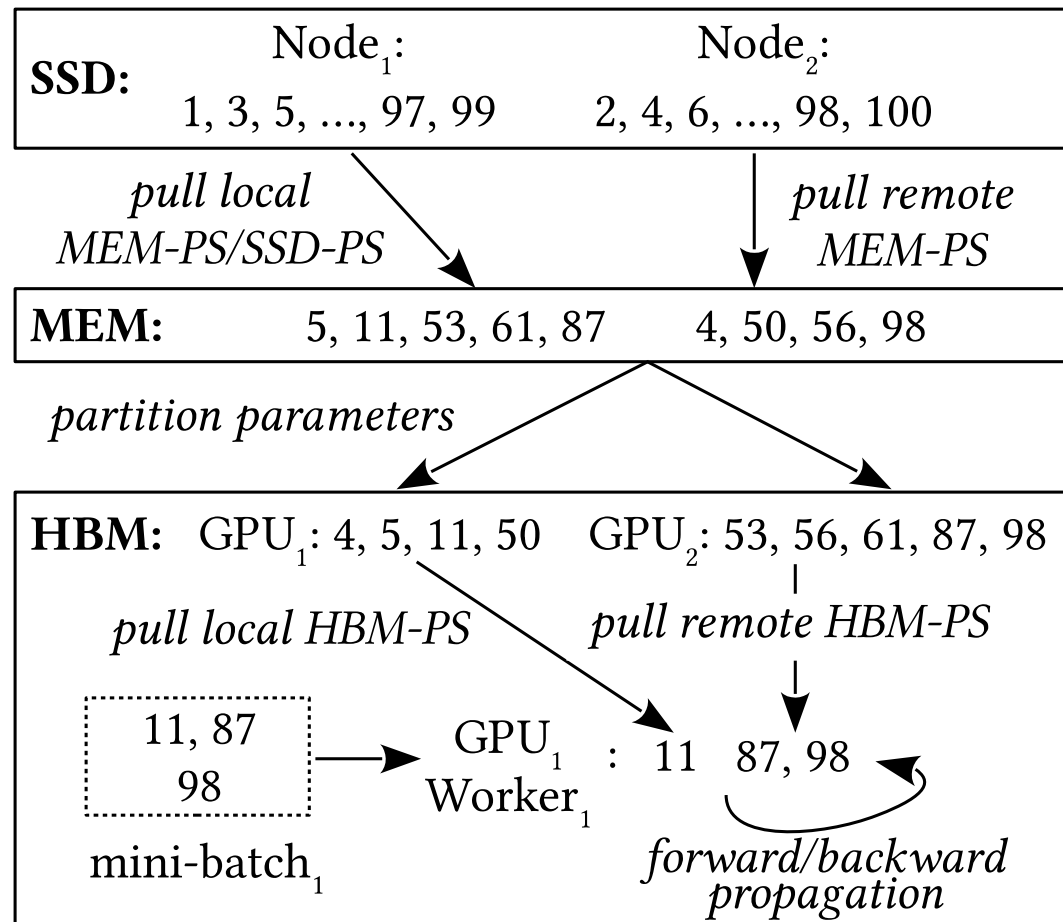 SSD:
Node₁: Node₂:
1, 3, 5, ..., 97, 99 2, 4, 6, ..., 98, 100
pull local
MEM-PS/SSD-PS
pull remote
MEM-PS
MEM: 5, 11, 53, 61, 87 4, 50, 56, 98
partition parameters
HBM: GPU₁: 4, 5, 11, 50 GPU₂: 53, 56, 61, 87, 98
pull local HBM-PS pull remote HBM-PS
11, 87
98
mini-batch₁
GPU₁
Worker₁
: 11 87, 98
forward/backward
propagation